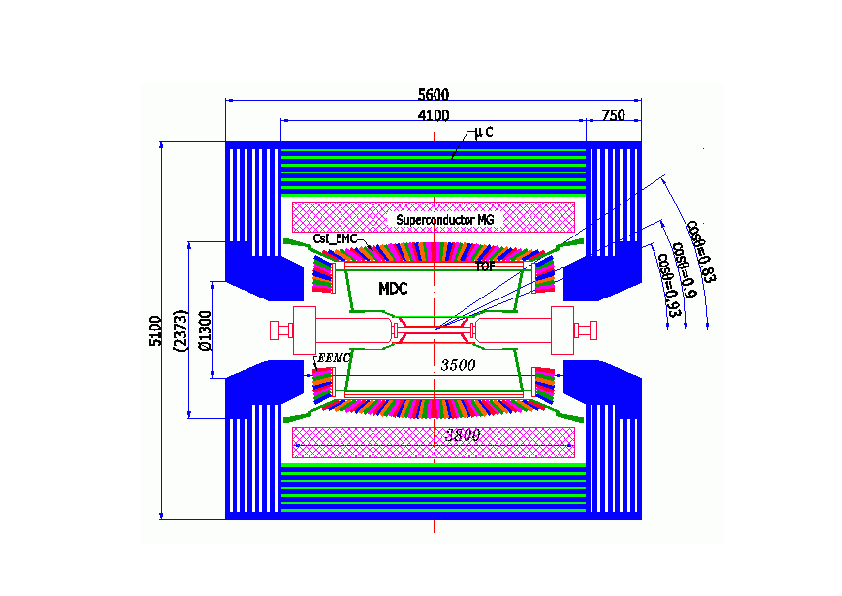 5600
4100
750
μC
Superconductor MG
CsI_EMC
TOF
MDC
cosθ=0.83
cosθ=0.9
cosθ=0.93
5100
(2373)
Ø1300
EEMC
3500
3800